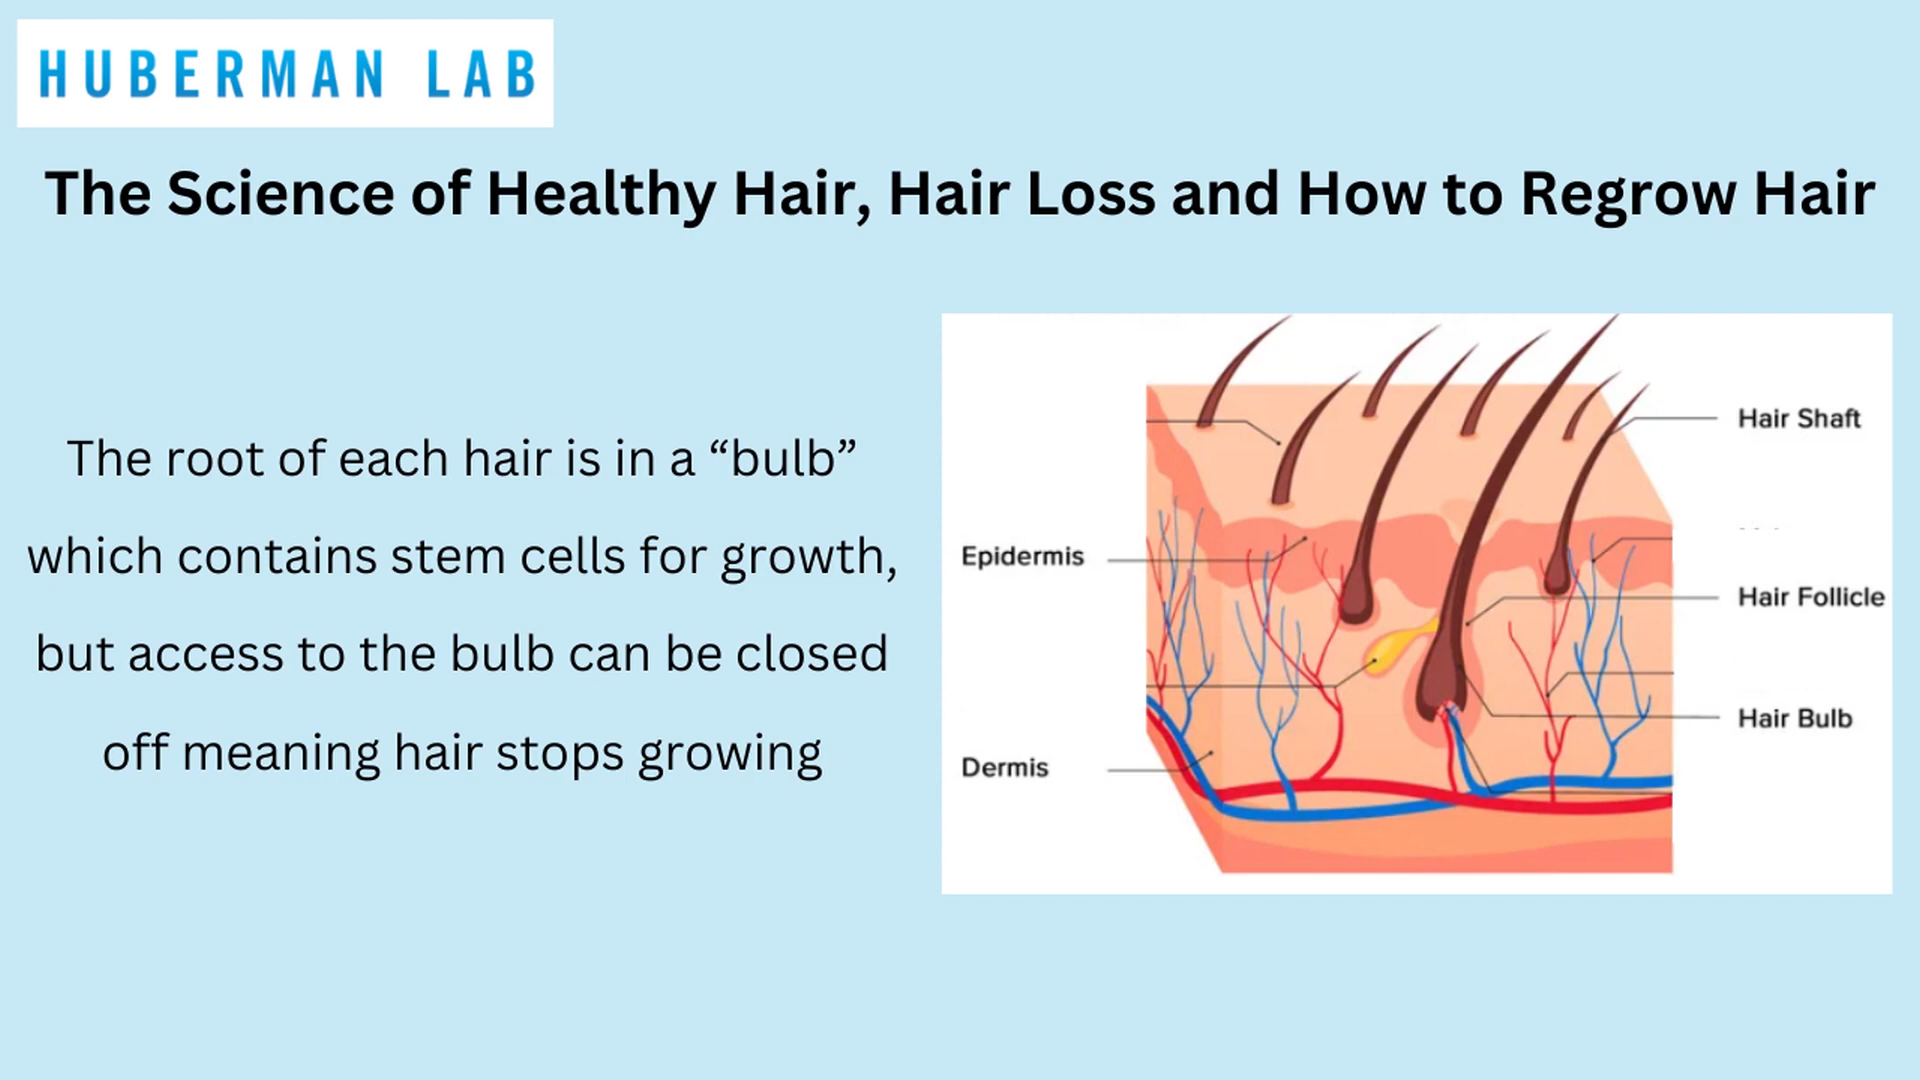 HUBERMAN LAB
The Science of Healthy Hair, Hair Loss and How to Regrow Hair
The root of each hair is in a “bulb”
which contains stem cells for growth,
but access to the bulb can be closed
off meaning hair stops growing
Hair Shaft
Epidermis
Hair Follicle
Hair Bulb
Dermis